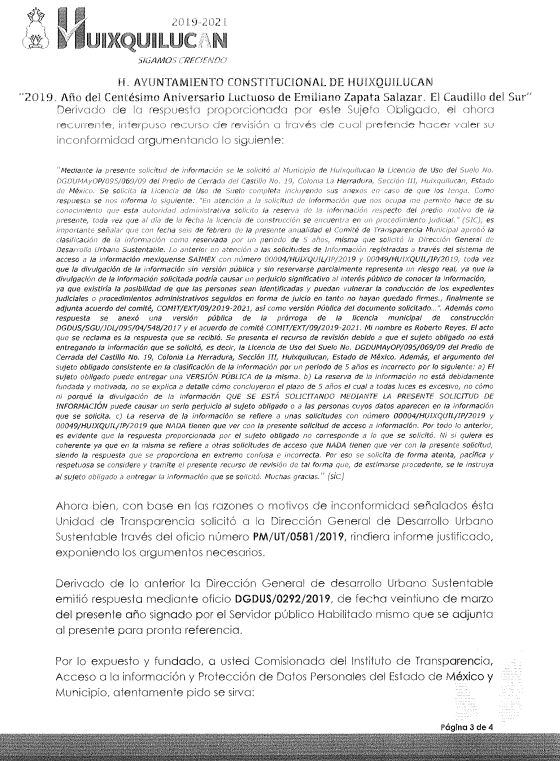 2019-2021
HUIXQUILUCAN
SIGAMOS CRECIENDO
H. AYUNTAMIENTO CONSTITUCIONAL DE HUIXQUILUCAN
"2019. Año del Centésimo Aniversario Luctuoso de Emiliano Zapata Salazar. El Caudillo del Sur"
Derivado de la respuesta proporcionada por este Sujeto Obligado, el ahora
recurrente, interpuso recurso de revisión a través de cual pretende hacer valer su
inconformidad argumentando lo siguiente:
"Mediante la presente solicitud de información se le solicitó al Municipio de Huixquilucan la Licencia de Uso del Suelo No.
DGDUMAyOP/095/069/09 del Predio de Cerrada del Castillo No. 19, Colonia La Herradura, Sección III, Huixquilucan, Estado
de México. Se solicita la Licencia de Uso de Suelo completa incluyendo sus anexos en caso de que los tenga. Como
respuesta se nos informa lo siguiente: "En atención a la solicitud de información que nos ocupa me permito hace de su
conocimiento que esta autoridad administrativa solicito la reserva de la información respecto del predio motivo de la
presente, toda vez que al día de la fecha la licencia de construcción se encuentra en un procedimiento judicial." (SIC), es
importante señalar que con fecha seis de febrero de la presente anualidad el Comité de Transparencia Municipal aprobó la
clasificación de la información como reservada por un periodo de 5 años, misma que solicitó la Dirección General de
Desarrollo Urbano Sustentable. Lo anterior en atención a las solicitudes de Información registradas a través del sistema de
acceso a la información mexiquense SAIMEX con número 00004/HUIXQUIL/IP/2019 y 00049/HUIXQUIL/IP/2019, toda vez
que la divulgación de la información sin versión pública y sin reservarse parcialmente representa un riesgo real, ya que la
divulgación de la información solicitada podría causar un perjuicio significativo al interés público de conocer la información,
ya que existiría la posibilidad de que las personas sean identificadas y puedan vulnerar la conducción de los expedientes
judiciales o procedimientos administrativos seguidos en forma de juicio en tanto no hayan quedado firmes., finalmente se
adjunta acuerdo de comité, COMIT/EXT/09/2019-2021, así como versión Pública del documento solicitado...". Además como
respuesta se anexó una versión pública de la prórroga de la licencia municipal de construcción
DGDUS/SGU/JDL/095/04/548/2017 y el acuerdo de comité COMIT/EXT/09/2019-2021. Mi nombre es Roberto Reyes. El acto
que se reclama es la respuesta que se recibió. Se presenta el recurso de revisión debido a que el sujeto obligado no está
entregando la información que se solicitó, es decir, la Licencia de Uso del Suelo No. DGDUMAyOP/095/069/09 del Predio de
Cerrada del Castillo No. 19, Colonia La Herradura, Sección III, Huixquilucan, Estado de México. Además, el argumento del
sujeto obligado consistente en la clasificación de la información por un periodo de 5 años es incorrecto por lo siguiente: a) El
sujeto obligado puede entregar una VERSIÓN PÚBLICA de la misma. b) La reserva de la información no está debidamente
fundada y motivada, no se explica a detalle cómo concluyeron el plazo de 5 años el cual a todas luces es excesivo, no cómo
ni porqué la divulgación de la información QUE SE ESTÁ SOLICITANDO MEDIANTE LA PRESENTE SOLICITUD DE
INFORMACIÓN puede causar un serio perjuicio al sujeto obligado o a las personas cuyos datos aparecen en la información
que se solicita. c) La reserva de la información se refiere a unas solicitudes con número 00004/HUIXQUIL/IP/2019 y
00049/HUIXQUIL/IP/2019 que NADA tienen que ver con la presente solicitud de acceso a información. Por todo lo anterior,
es evidente que la respuesta proporcionada por el sujeto obligado no corresponde a lo que se solicitó. Ni si quiera es
coherente ya que en la misma se refiere a otras solicitudes de acceso que NADA tienen que ver con la presente solicitud,
siendo la respuesta que se proporciona en extremo confusa e incorrecta. Por eso se solicita de forma atenta, pacífica y
respetuosa se considere y tramite el presente recurso de revisión de tal forma que, de estimarse procedente, se le instruya
al sujeto obligado a entregar la información que se solicitó. Muchas gracias." (SIC)
Ahora bien, con base en las razones o motivos de inconformidad señalados ésta
Unidad de Transparencia solicitó a la Dirección General de Desarrollo Urbano
Sustentable través del oficio número PM/UT/0581/2019, rindiera informe justificado,
exponiendo los argumentos necesarios.
Derivado de lo anterior la Dirección General de desarrollo Urbano Sustentable
emitió respuesta mediante oficio DGDUS/0292/2019, de fecha veintiuno de marzo
del presente año signado por el Servidor público Habilitado mismo que se adjunta
al presente para pronta referencia.
Por lo expuesto y fundado, a usted Comisionada del Instituto de Transparencia,
Acceso a la información y Protección de Datos Personales del Estado de México y
Municipio, atentamente pido se sirva:
Página 3 de 4